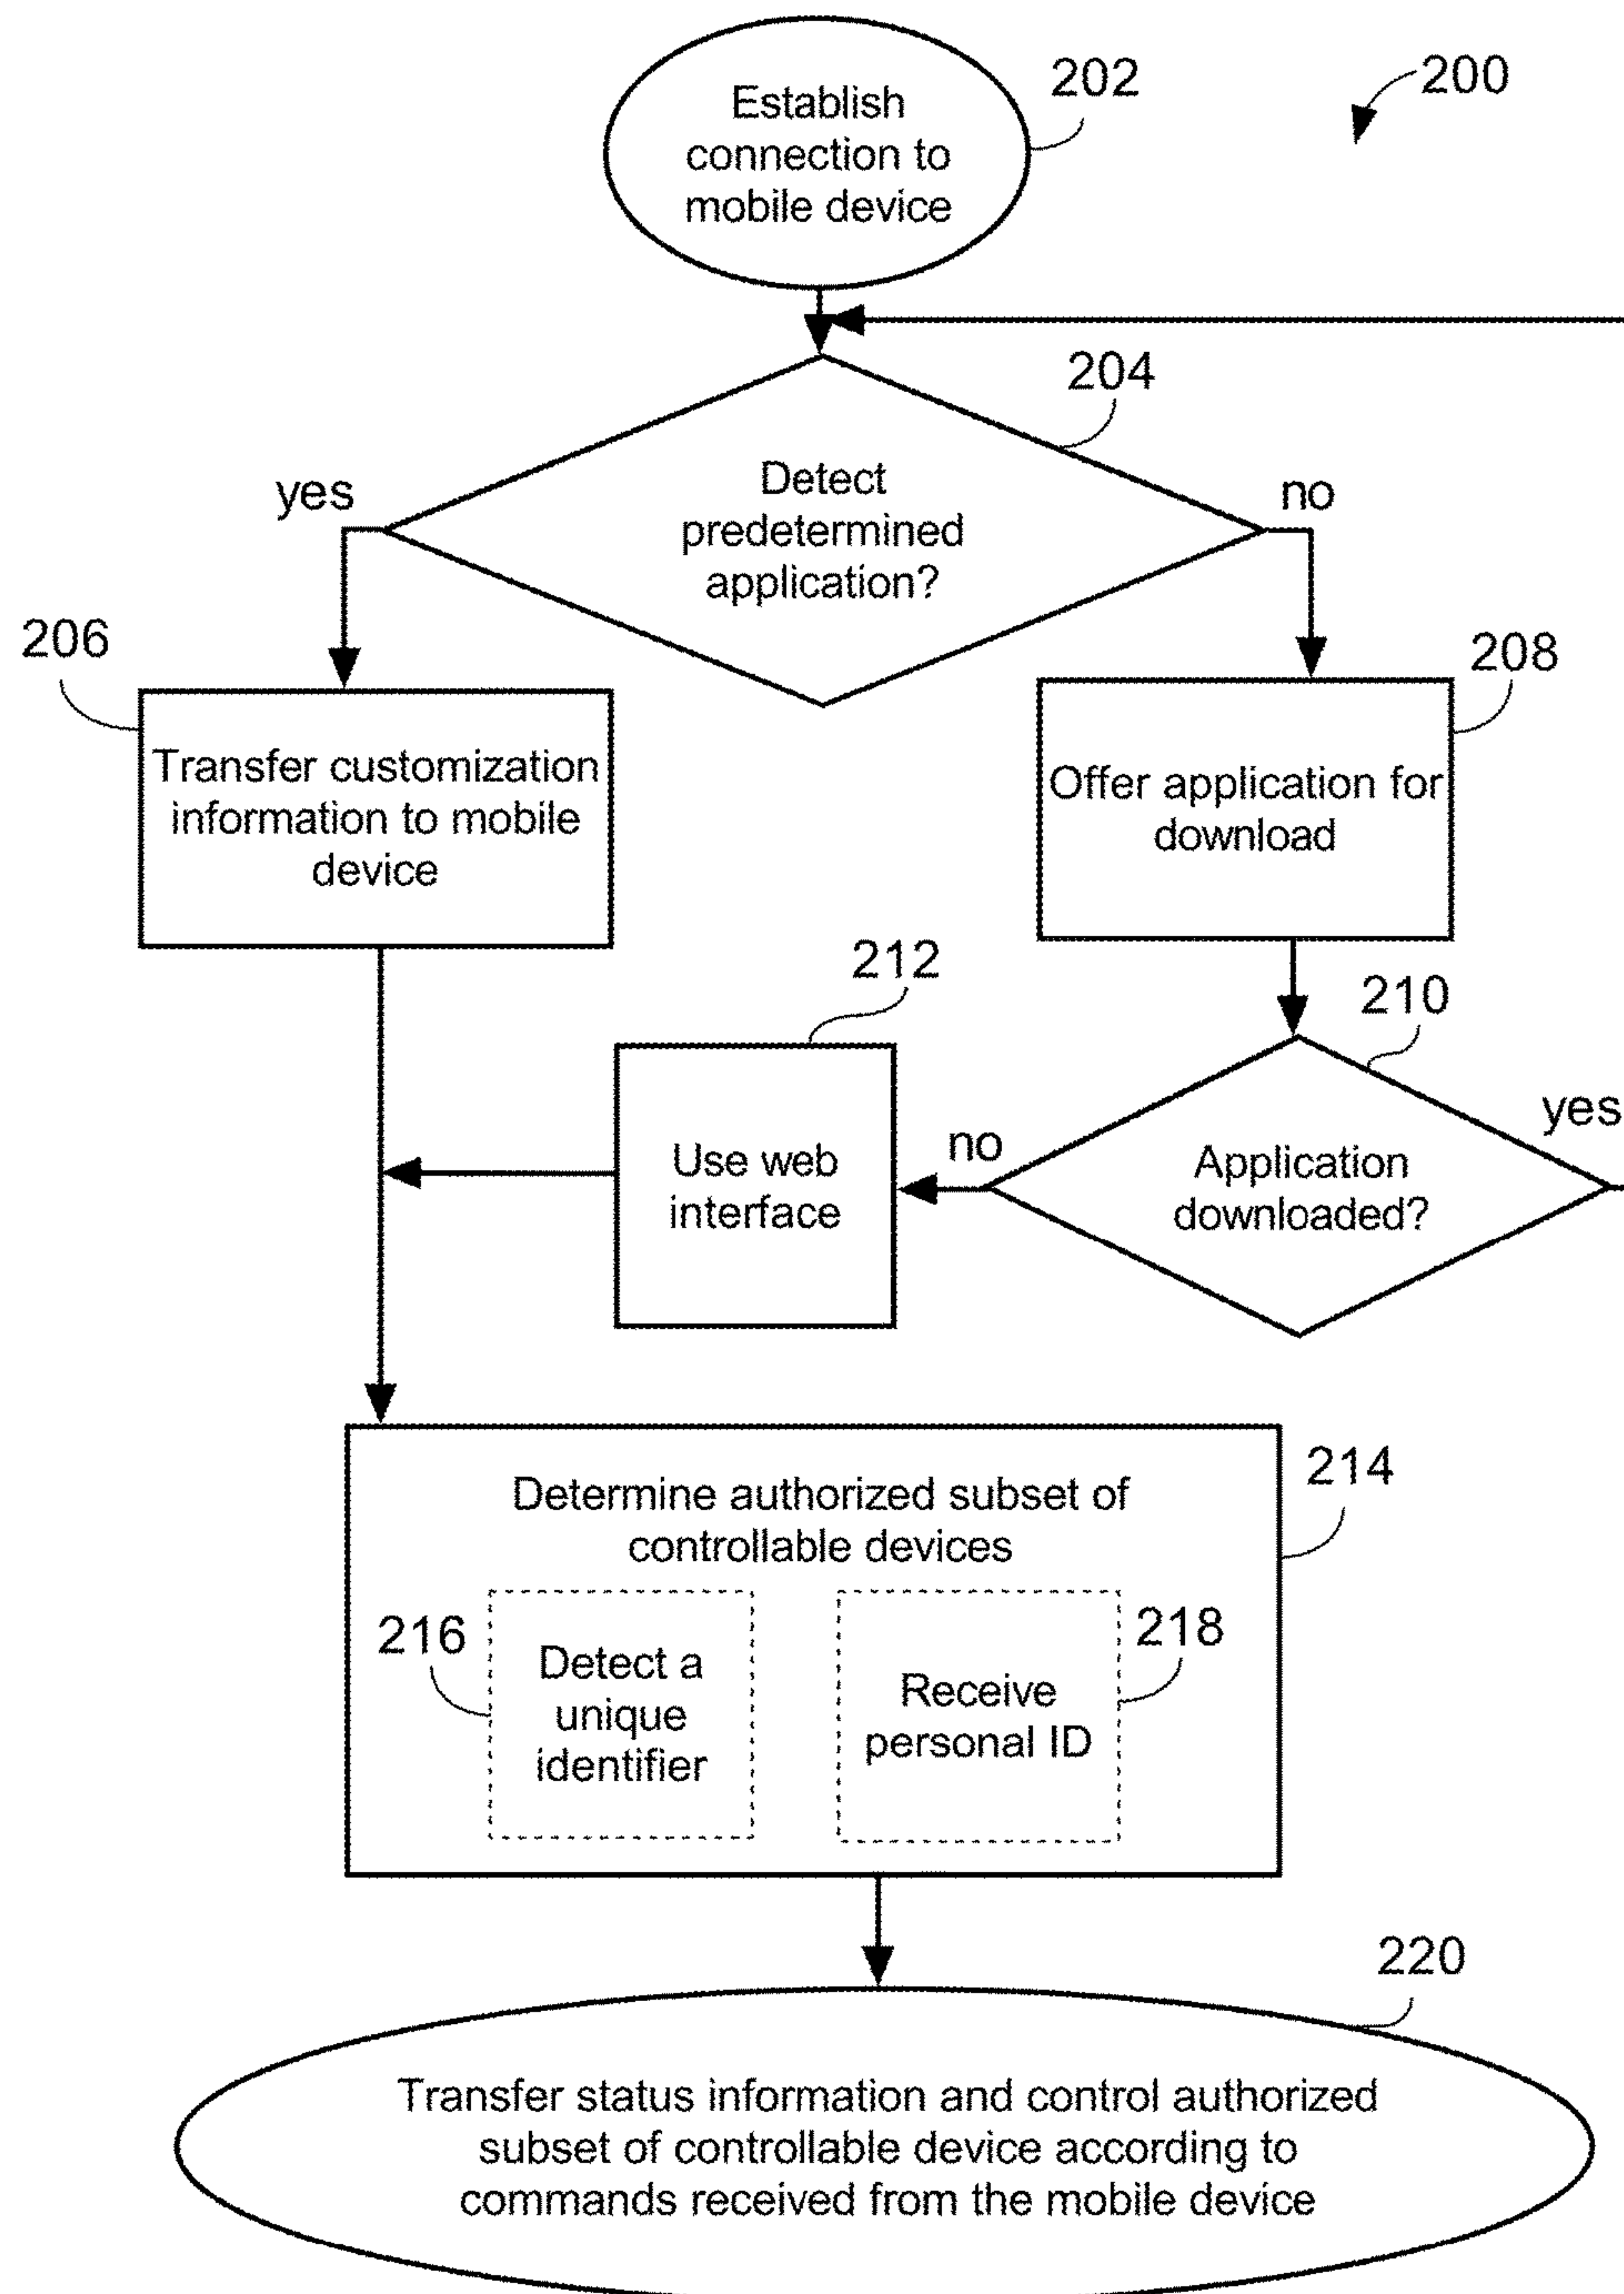 Establish
connection to
mobile device
202
200
204
Detect
predetermined
application?
yes
no
206
208
Transfer customization
information to mobile
device
Offer application for
download
212
210
Use web
interface
no
Application
downloaded?
yes
214
Determine authorized subset of
controllable devices
216
Detect a
unique
identifier
218
Receive
personal ID
220
Transfer status information and control authorized
subset of controllable device according to
commands received from the mobile device